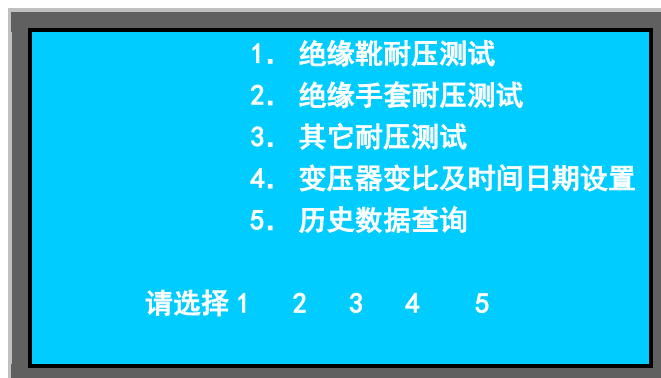 1. 绝缘靴耐压测试
2. 绝缘手套耐压测试
3. 其它耐压测试
4. 变压器变比及时间日期设置
5. 历史数据查询
请选择 1 2 3 4 5